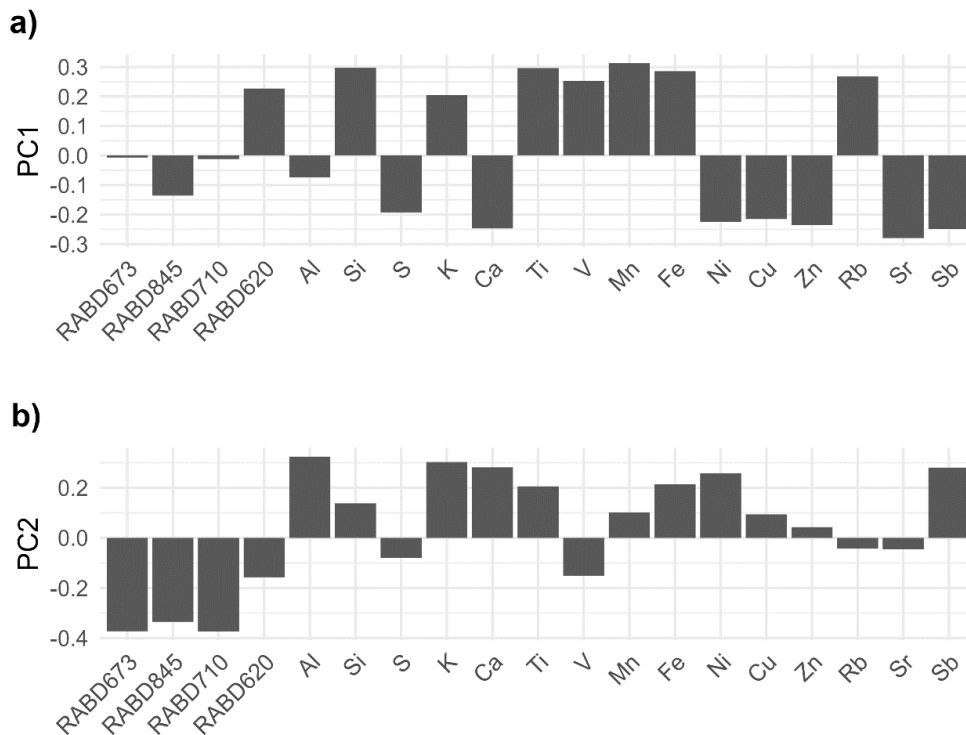 a)
0.3
0.2
0.1
0.0
-0.1
-0.2
-0.3
PC1
RABD673
RABD845
RABD710
RABD620
Al
Si
S
K
Ca
Ti
V
Mn
Fe
Ni
Cu
Zn
Rb
Sr
Sb
b)
0.2
0.0
-0.2
-0.4
PC2
RABD673
RABD845
RABD710
RABD620
Al
Si
S
K
Ca
Ti
V
Mn
Fe
Ni
Cu
Zn
Rb
Sr
Sb